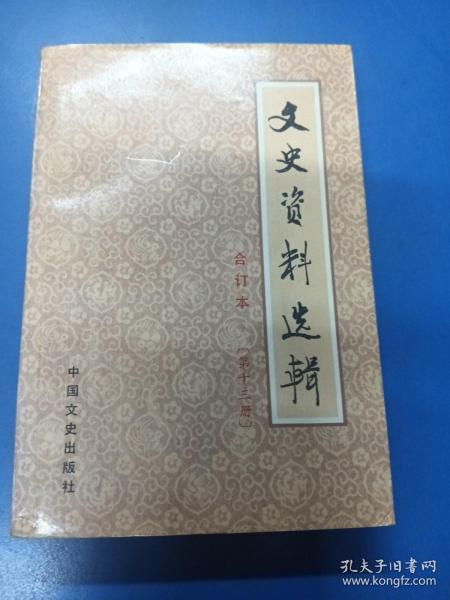 文史资料选辑
合订本
〔第十三册〕
中国文史出版社
孔夫子旧书网
www.kongfz.com